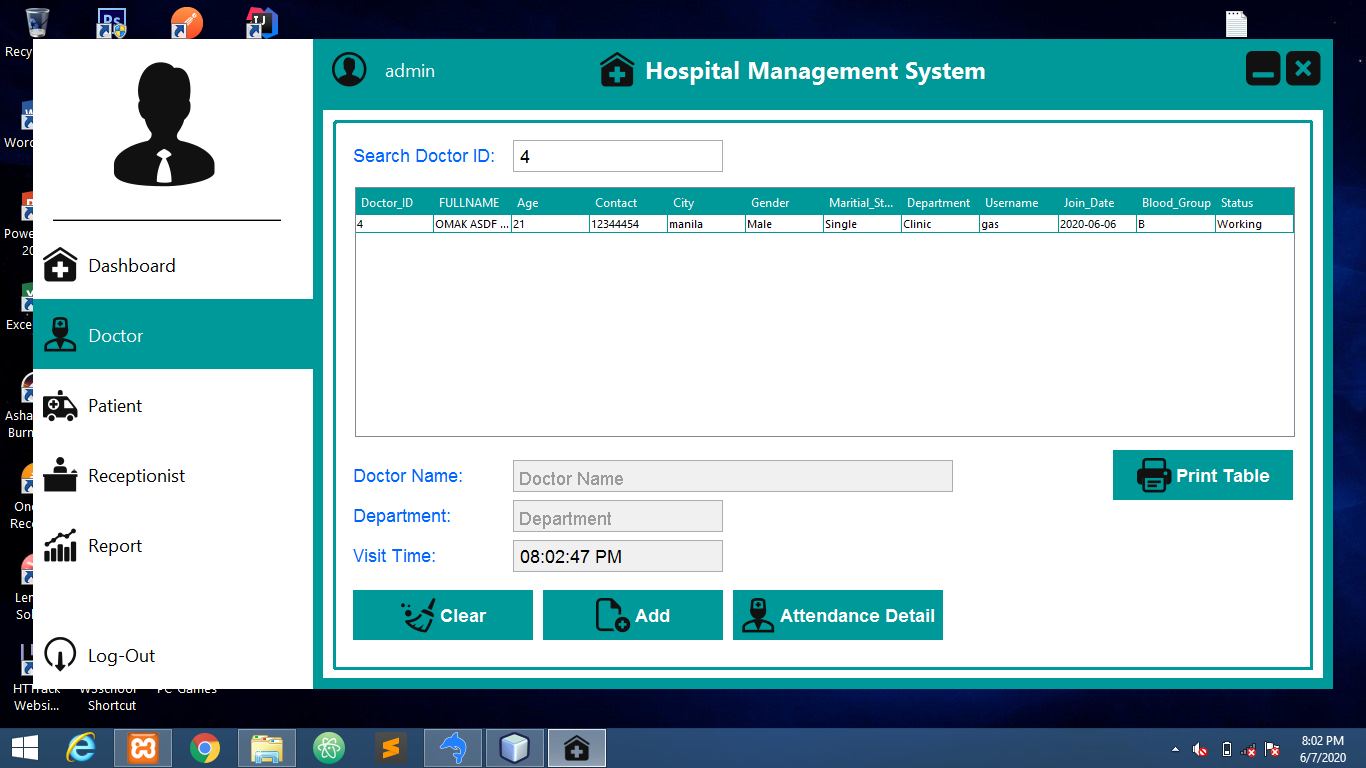 Recy
Word
Powe
20
Exce
Asha
Burn
One
Rece
Len
Sol
HTTrack
Websi...
W3school
Shortcut
PC Games
admin
Hospital Management System
Dashboard
Doctor
Patient
Receptionist
Report
Log-Out
Search Doctor ID: 4
Doctor_ID FULLNAME Age Contact City Gender Maritial_St... Department Username Join_Date Blood_Group Status
4 OMAK ASDF ... 21 12344454 manila Male Single Clinic gas 2020-06-06 B Working
Doctor Name: Doctor Name
Print Table
Department: Department
Visit Time: 08:02:47 PM
Clear Add Attendance Detail
8:02 PM
6/7/2020